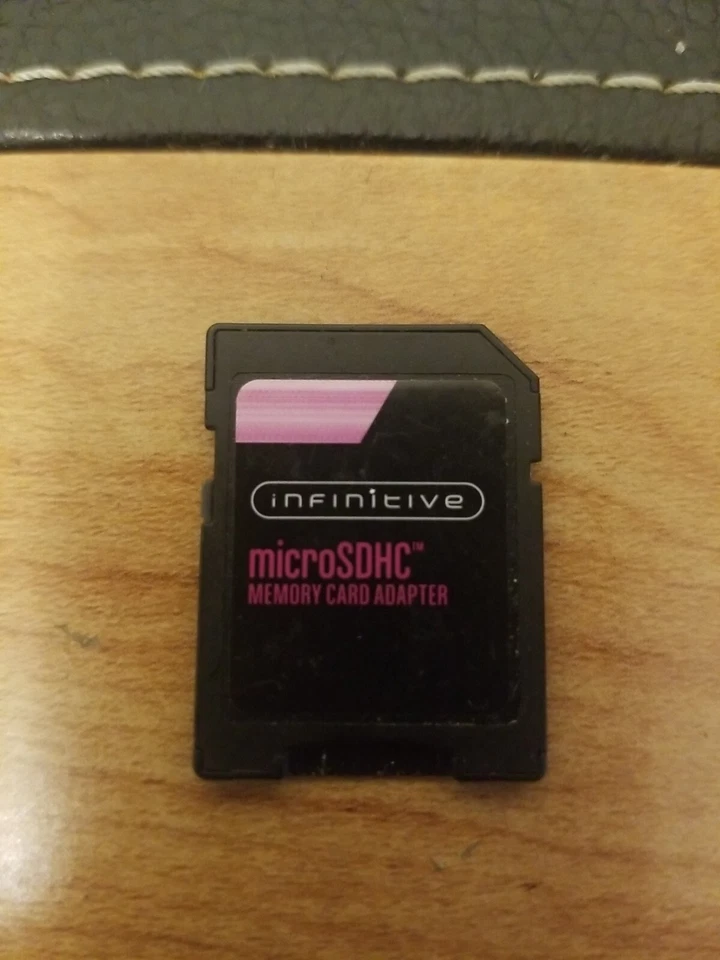 infinitive
microSDHC™
MEMORY CARD ADAPTER